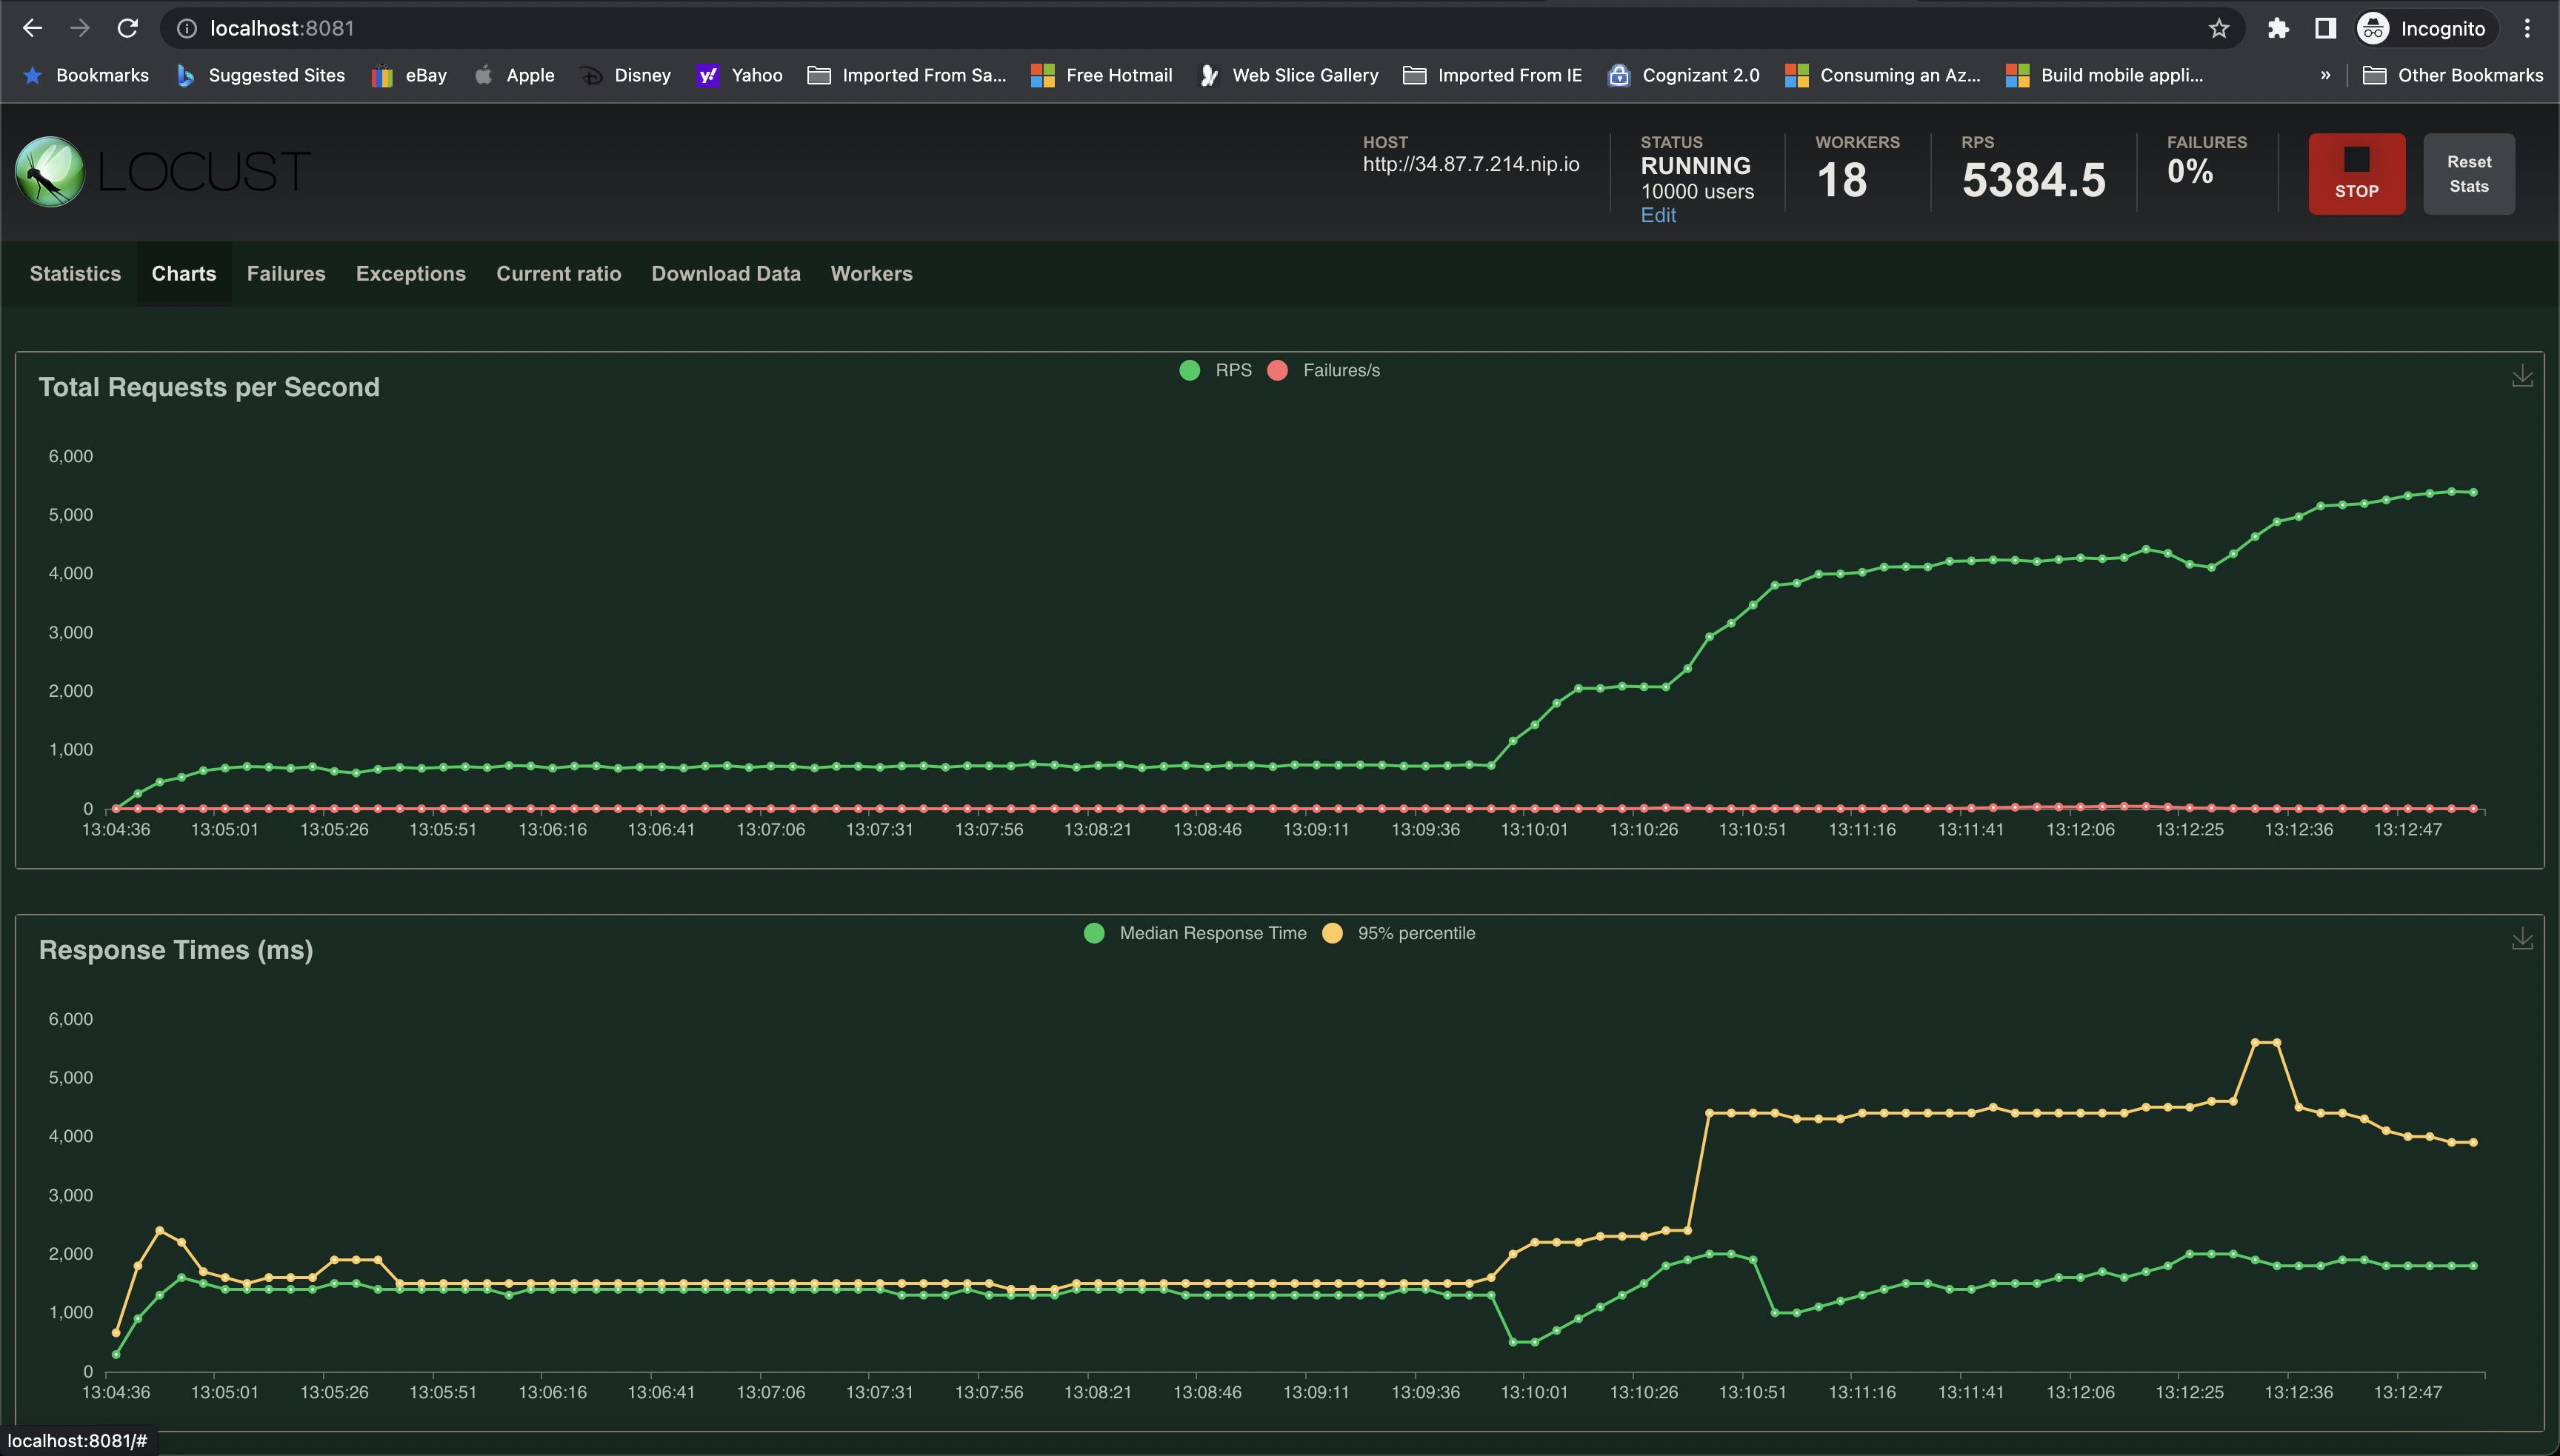 localhost:8081
Incognito
Bookmarks
Suggested Sites
eBay
Apple
Disney
Yahoo
Imported From Sa...
Free Hotmail
Web Slice Gallery
Imported From IE
Cognizant 2.0
Consuming an Az...
Build mobile appli...
»
Other Bookmarks
LOCUST
HOST
http://34.87.7.214.nip.io
STATUS
RUNNING
10000 users
Edit
WORKERS
18
RPS
5384.5
FAILURES
0%
STOP
Reset
Stats
Statistics
Charts
Failures
Exceptions
Current ratio
Download Data
Workers
Total Requests per Second
RPS
Failures/s
6,000
5,000
4,000
3,000
2,000
1,000
0
13:04:36
13:05:01
13:05:26
13:05:51
13:06:16
13:06:41
13:07:06
13:07:31
13:07:56
13:08:21
13:08:46
13:09:11
13:09:36
13:10:01
13:10:26
13:10:51
13:11:16
13:11:41
13:12:06
13:12:25
13:12:36
13:12:47
Response Times (ms)
Median Response Time
95% percentile
6,000
5,000
4,000
3,000
2,000
1,000
0
13:04:36
13:05:01
13:05:26
13:05:51
13:06:16
13:06:41
13:07:06
13:07:31
13:07:56
13:08:21
13:08:46
13:09:11
13:09:36
13:10:01
13:10:26
13:10:51
13:11:16
13:11:41
13:12:06
13:12:25
13:12:36
13:12:47
localhost:8081/#